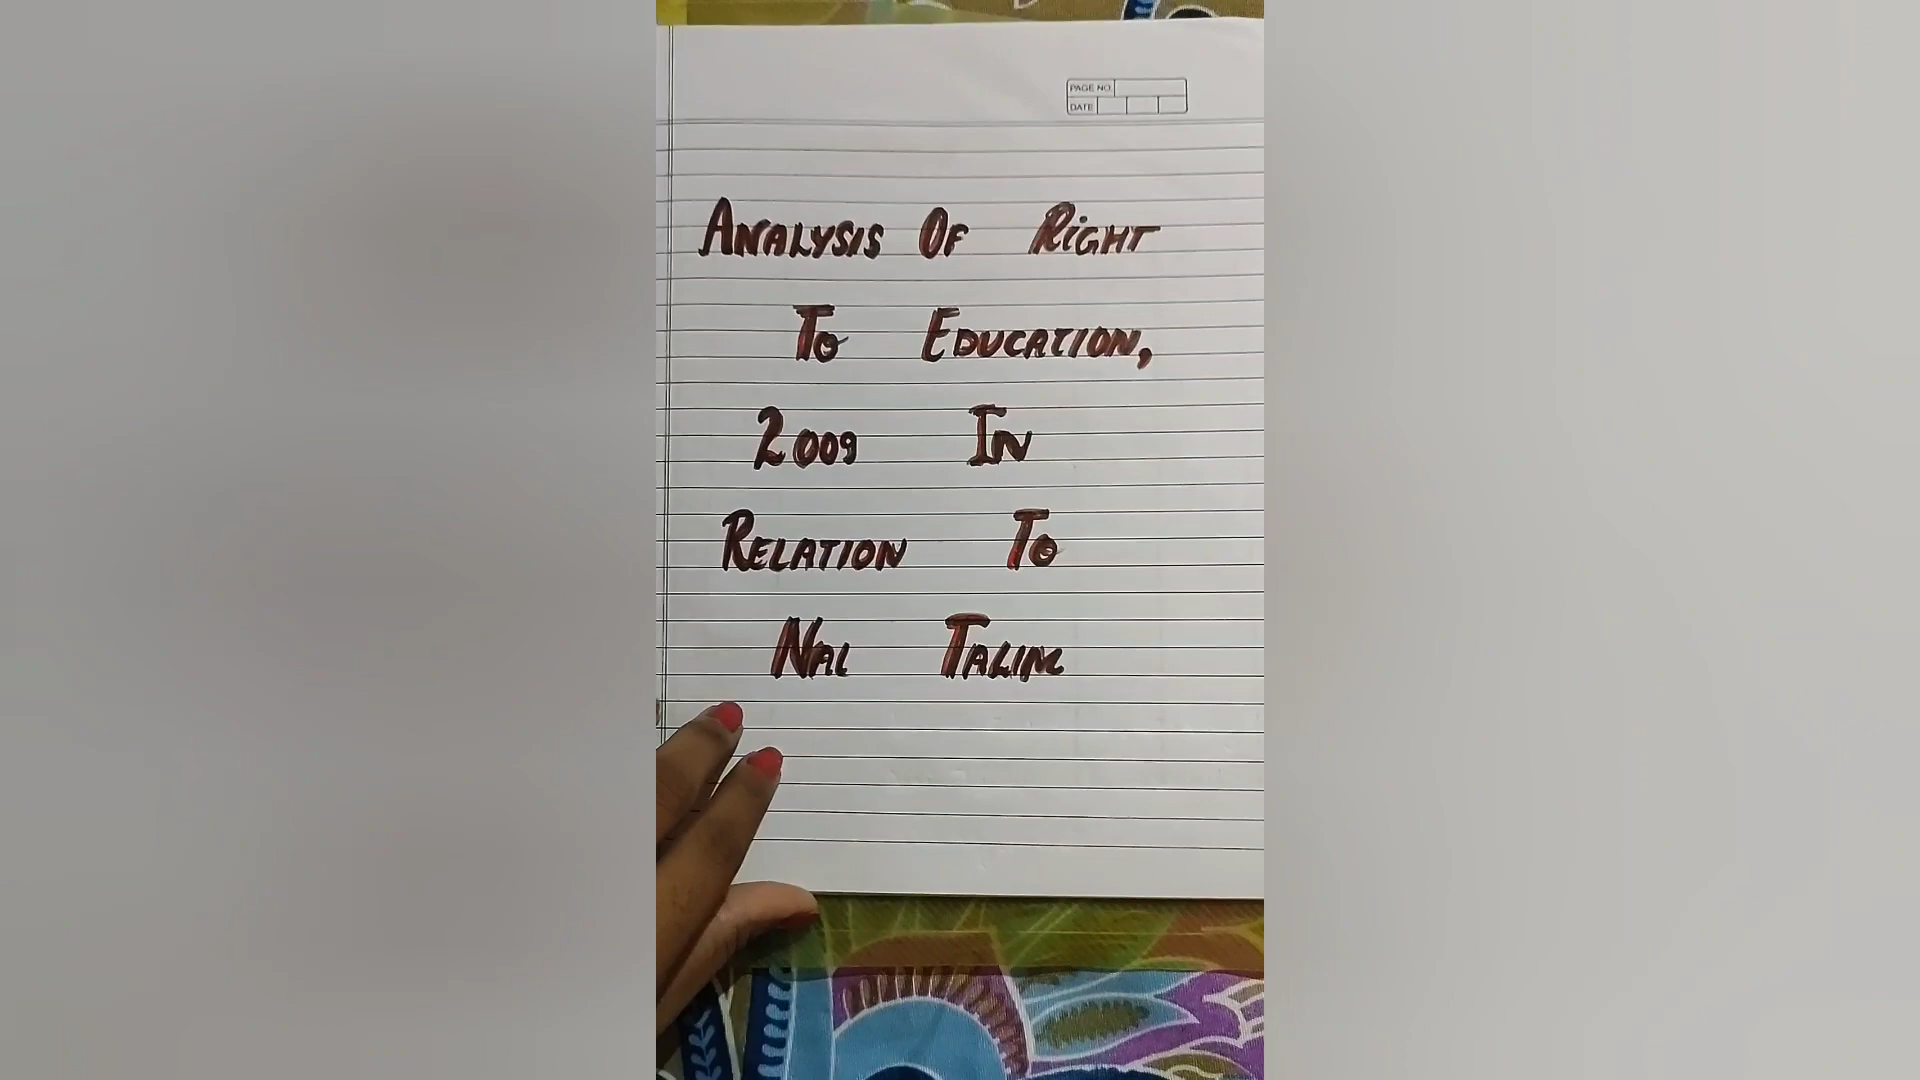 PAGE NO.
DATE
ANALYSIS OF RiGHT
TO EDUCATION,
2009 IN
RELATION TO
NAI TALIM